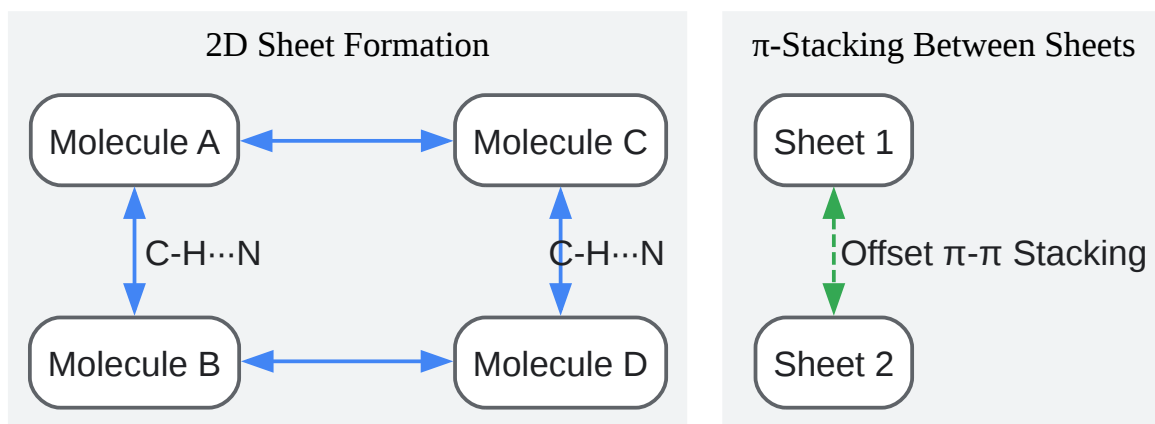 2D Sheet Formation
π-Stacking Between Sheets
Molecule A
Molecule C
Sheet 1
C-H···N
C-H···N
Offset π-π Stacking
Molecule B
Molecule D
Sheet 2